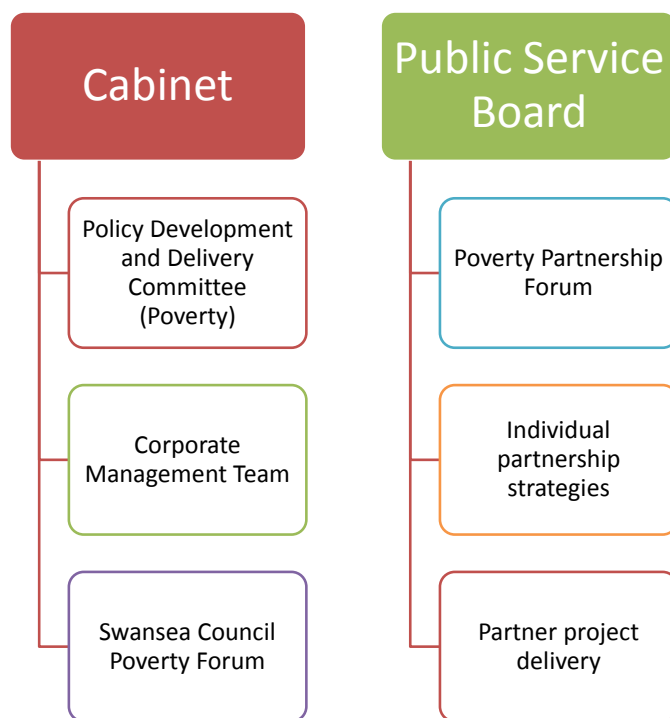 Cabinet
Policy Development
and Delivery
Committee
(Poverty)
Corporate
Management Team
Swansea Council
Poverty Forum
Public Service
Board
Poverty Partnership
Forum
Individual
partnership
strategies
Partner project
delivery